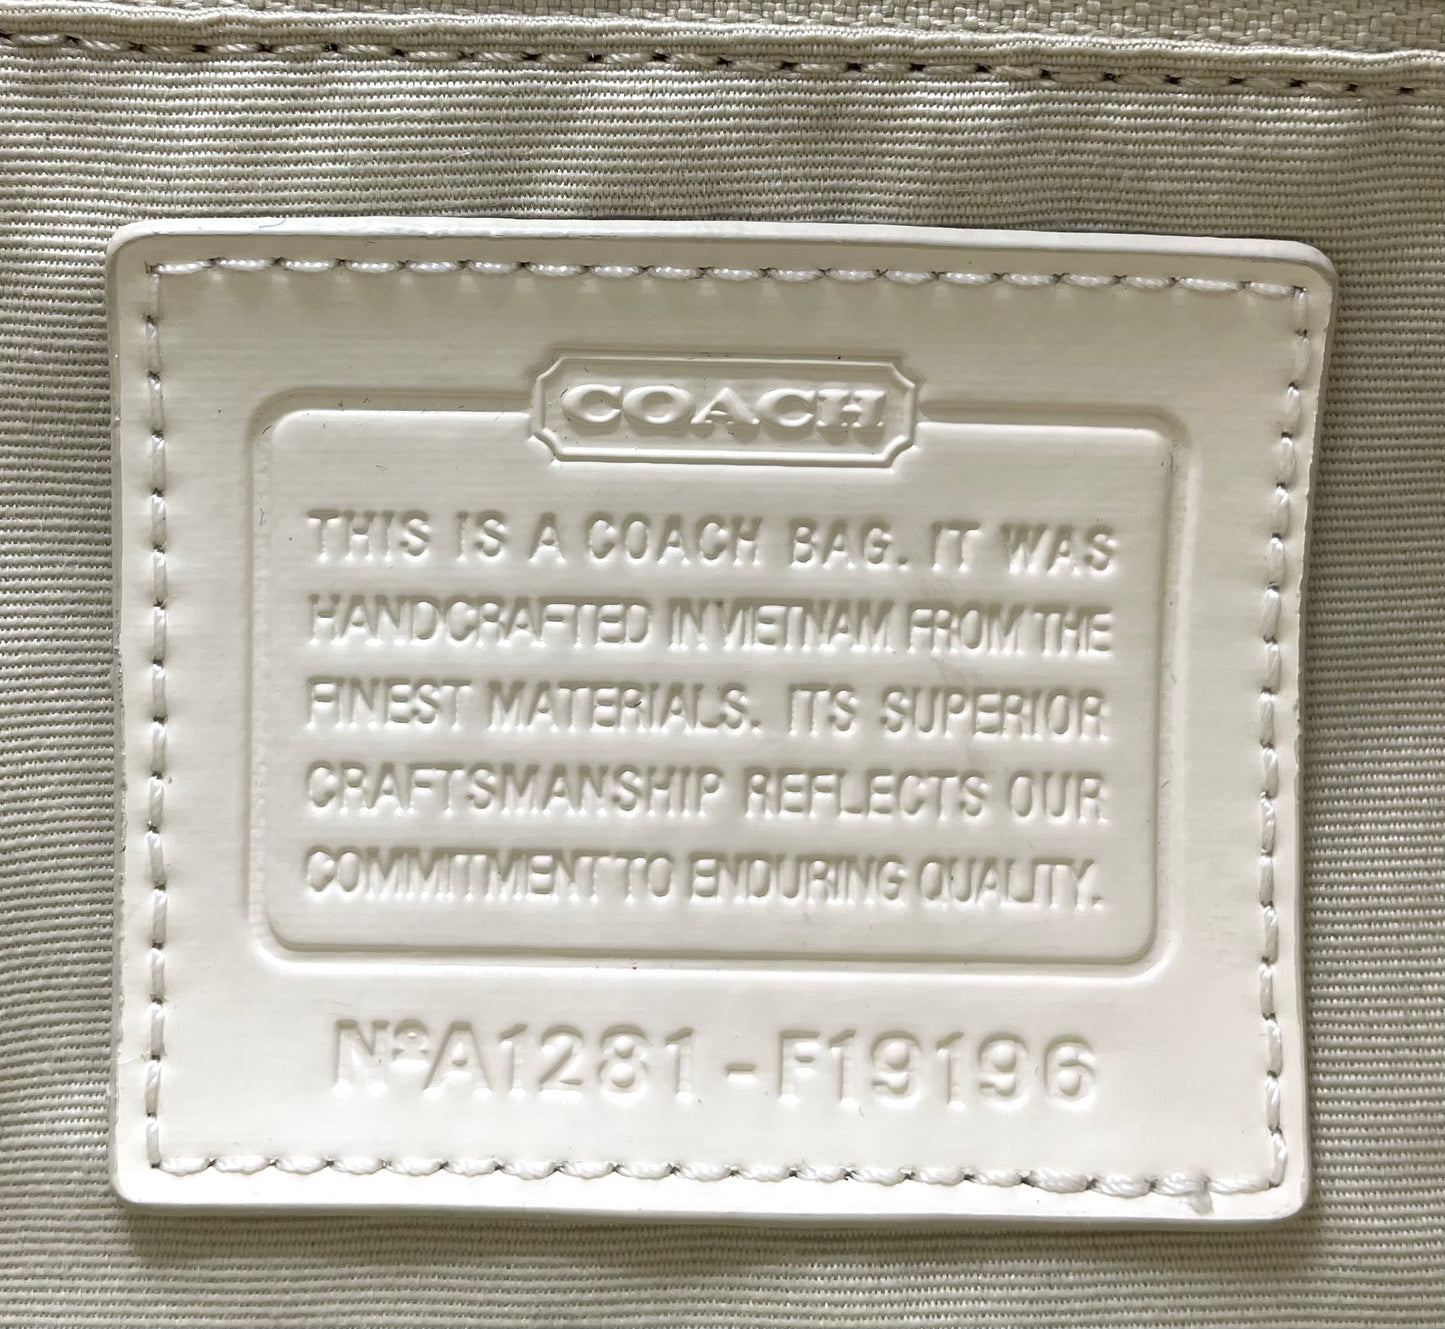 COACH
THIS IS A COACH BAG. IT WAS
HANDCRAFTED IN VIETNAM FROM THE
FINEST MATERIALS. ITS SUPERIOR
CRAFTSMANSHIP REFLECTS OUR
COMMITMENT TO ENDURING QUALITY.
Nº A1281 - F19196